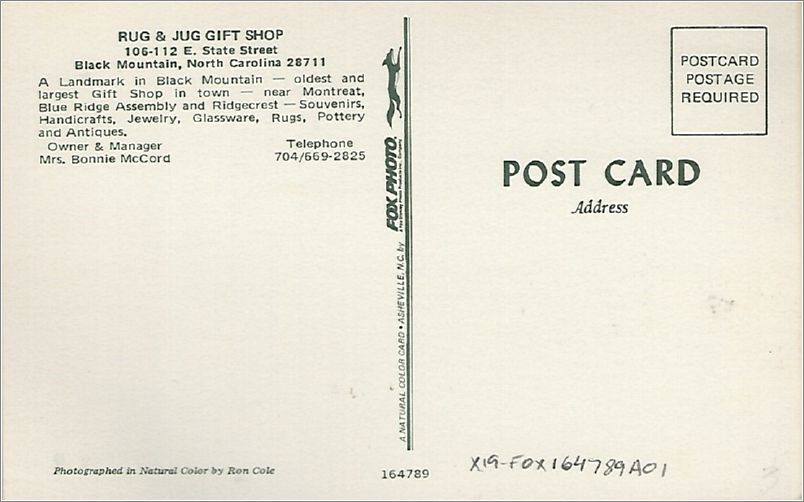 RUG & JUG GIFT SHOP
106-112 E. State Street
Black Mountain, North Carolina 28711
A Landmark in Black Mountain — oldest and
largest Gift Shop in town — near Montreat,
Blue Ridge Assembly and Ridgecrest — Souvenirs,
Handicrafts, Jewelry, Glassware, Rugs, Pottery
and Antiques.
Owner & Manager
Mrs. Bonnie McCord
Telephone
704/669-2825
Photographed in Natural Color by Ron Cole
A NATURAL COLOR CARD • ASHEVILLE, N.C. by
FOX PHOTO.
164789
POSTCARD
POSTAGE
REQUIRED
POST CARD
Address
X19-FOX164789A01
3